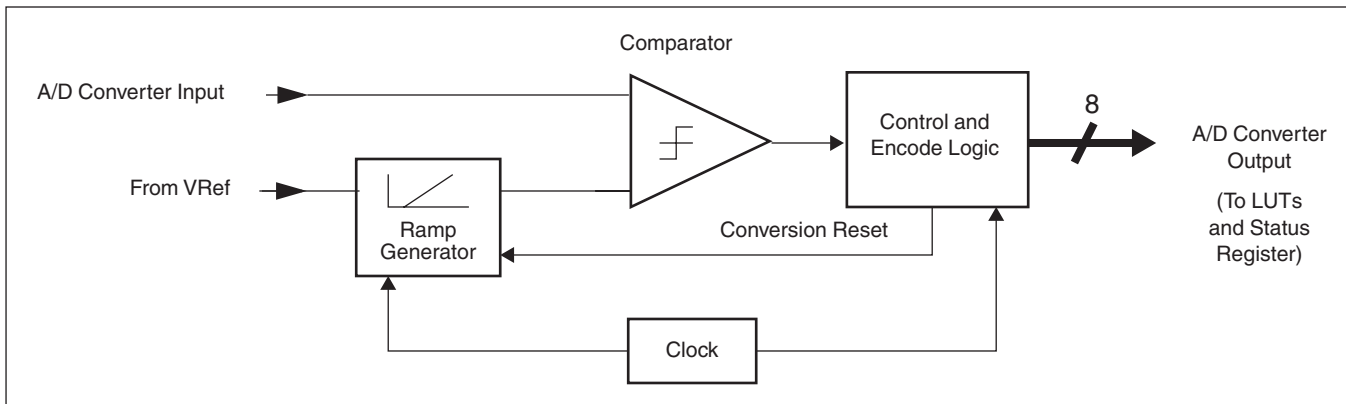 Comparator
A/D Converter Input
8
Control and
Encode Logic
A/D Converter
Output
From VRef
(To LUTs
and Status
Register)
Ramp
Generator
Conversion Reset
Clock